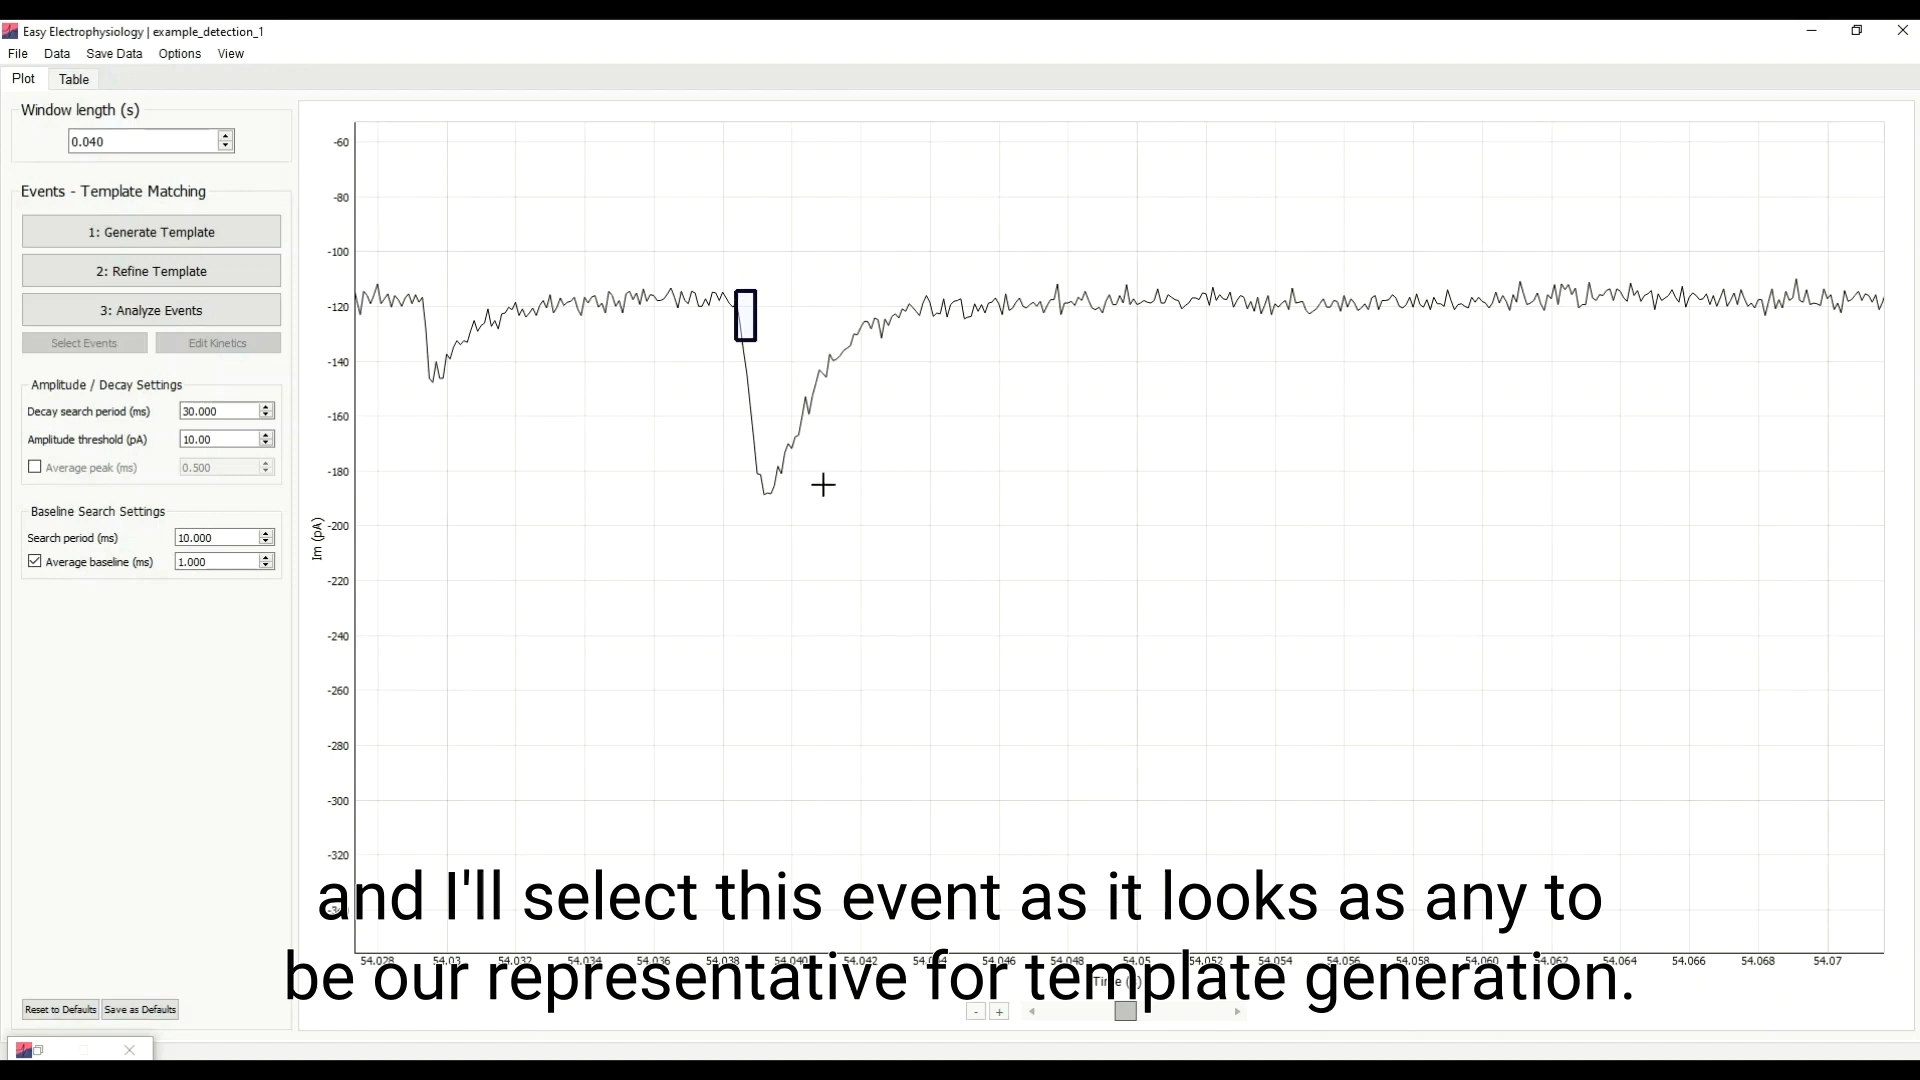 Easy Electrophysiology | example_detection_1
File Data Save Data Options View
Plot Table
Window length (s)
0.040
Events - Template Matching
1: Generate Template
2: Refine Template
3: Analyze Events
Select Events Edit Kinetics
Amplitude / Decay Settings
Decay search period (ms) 30.000
Amplitude threshold (pA) 10.00
Average peak (ms) 0.500
Baseline Search Settings
Search period (ms) 10.000
Average baseline (ms) 1.000
Reset to Defaults Save as Defaults
Im (pA)
-60
-80
-100
-120
-140
-160
-180
-200
-220
-240
-260
-280
-300
-320
54.028 54.03 54.032 54.034 54.036 54.038 54.040 54.042 54.044 54.046 54.048 54.05 54.052 54.054 54.056 54.058 54.060 54.062 54.064 54.066 54.068 54.07
Time
- +
and I'll select this event as it looks as any to
be our representative for template generation.